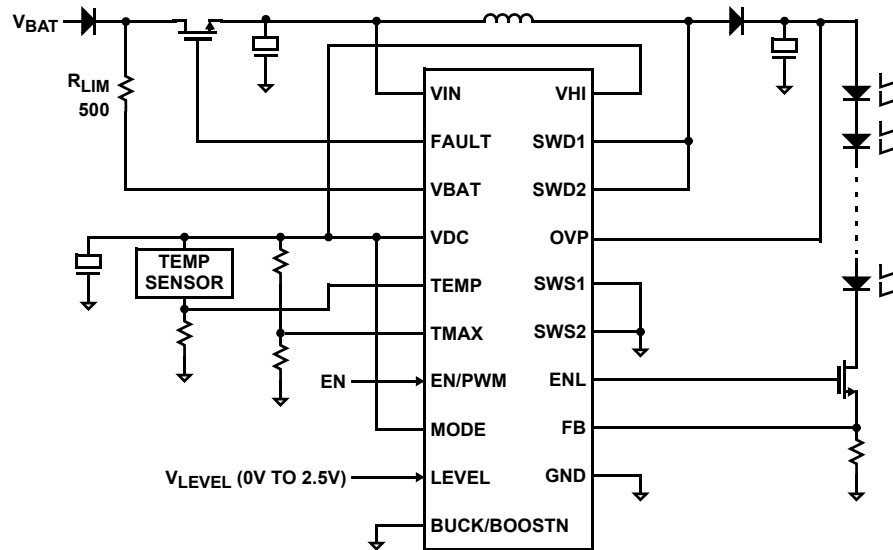 VBAT
RLIM
500
VIN
VHI
FAULT
SWD1
VBAT
SWD2
VDC
OVP
TEMP
SENSOR
TEMP
SWS1
TMAX
SWS2
EN
EN/PWM
ENL
MODE
FB
VLEVEL (0V TO 2.5V)
LEVEL
GND
BUCK/BOOSTN